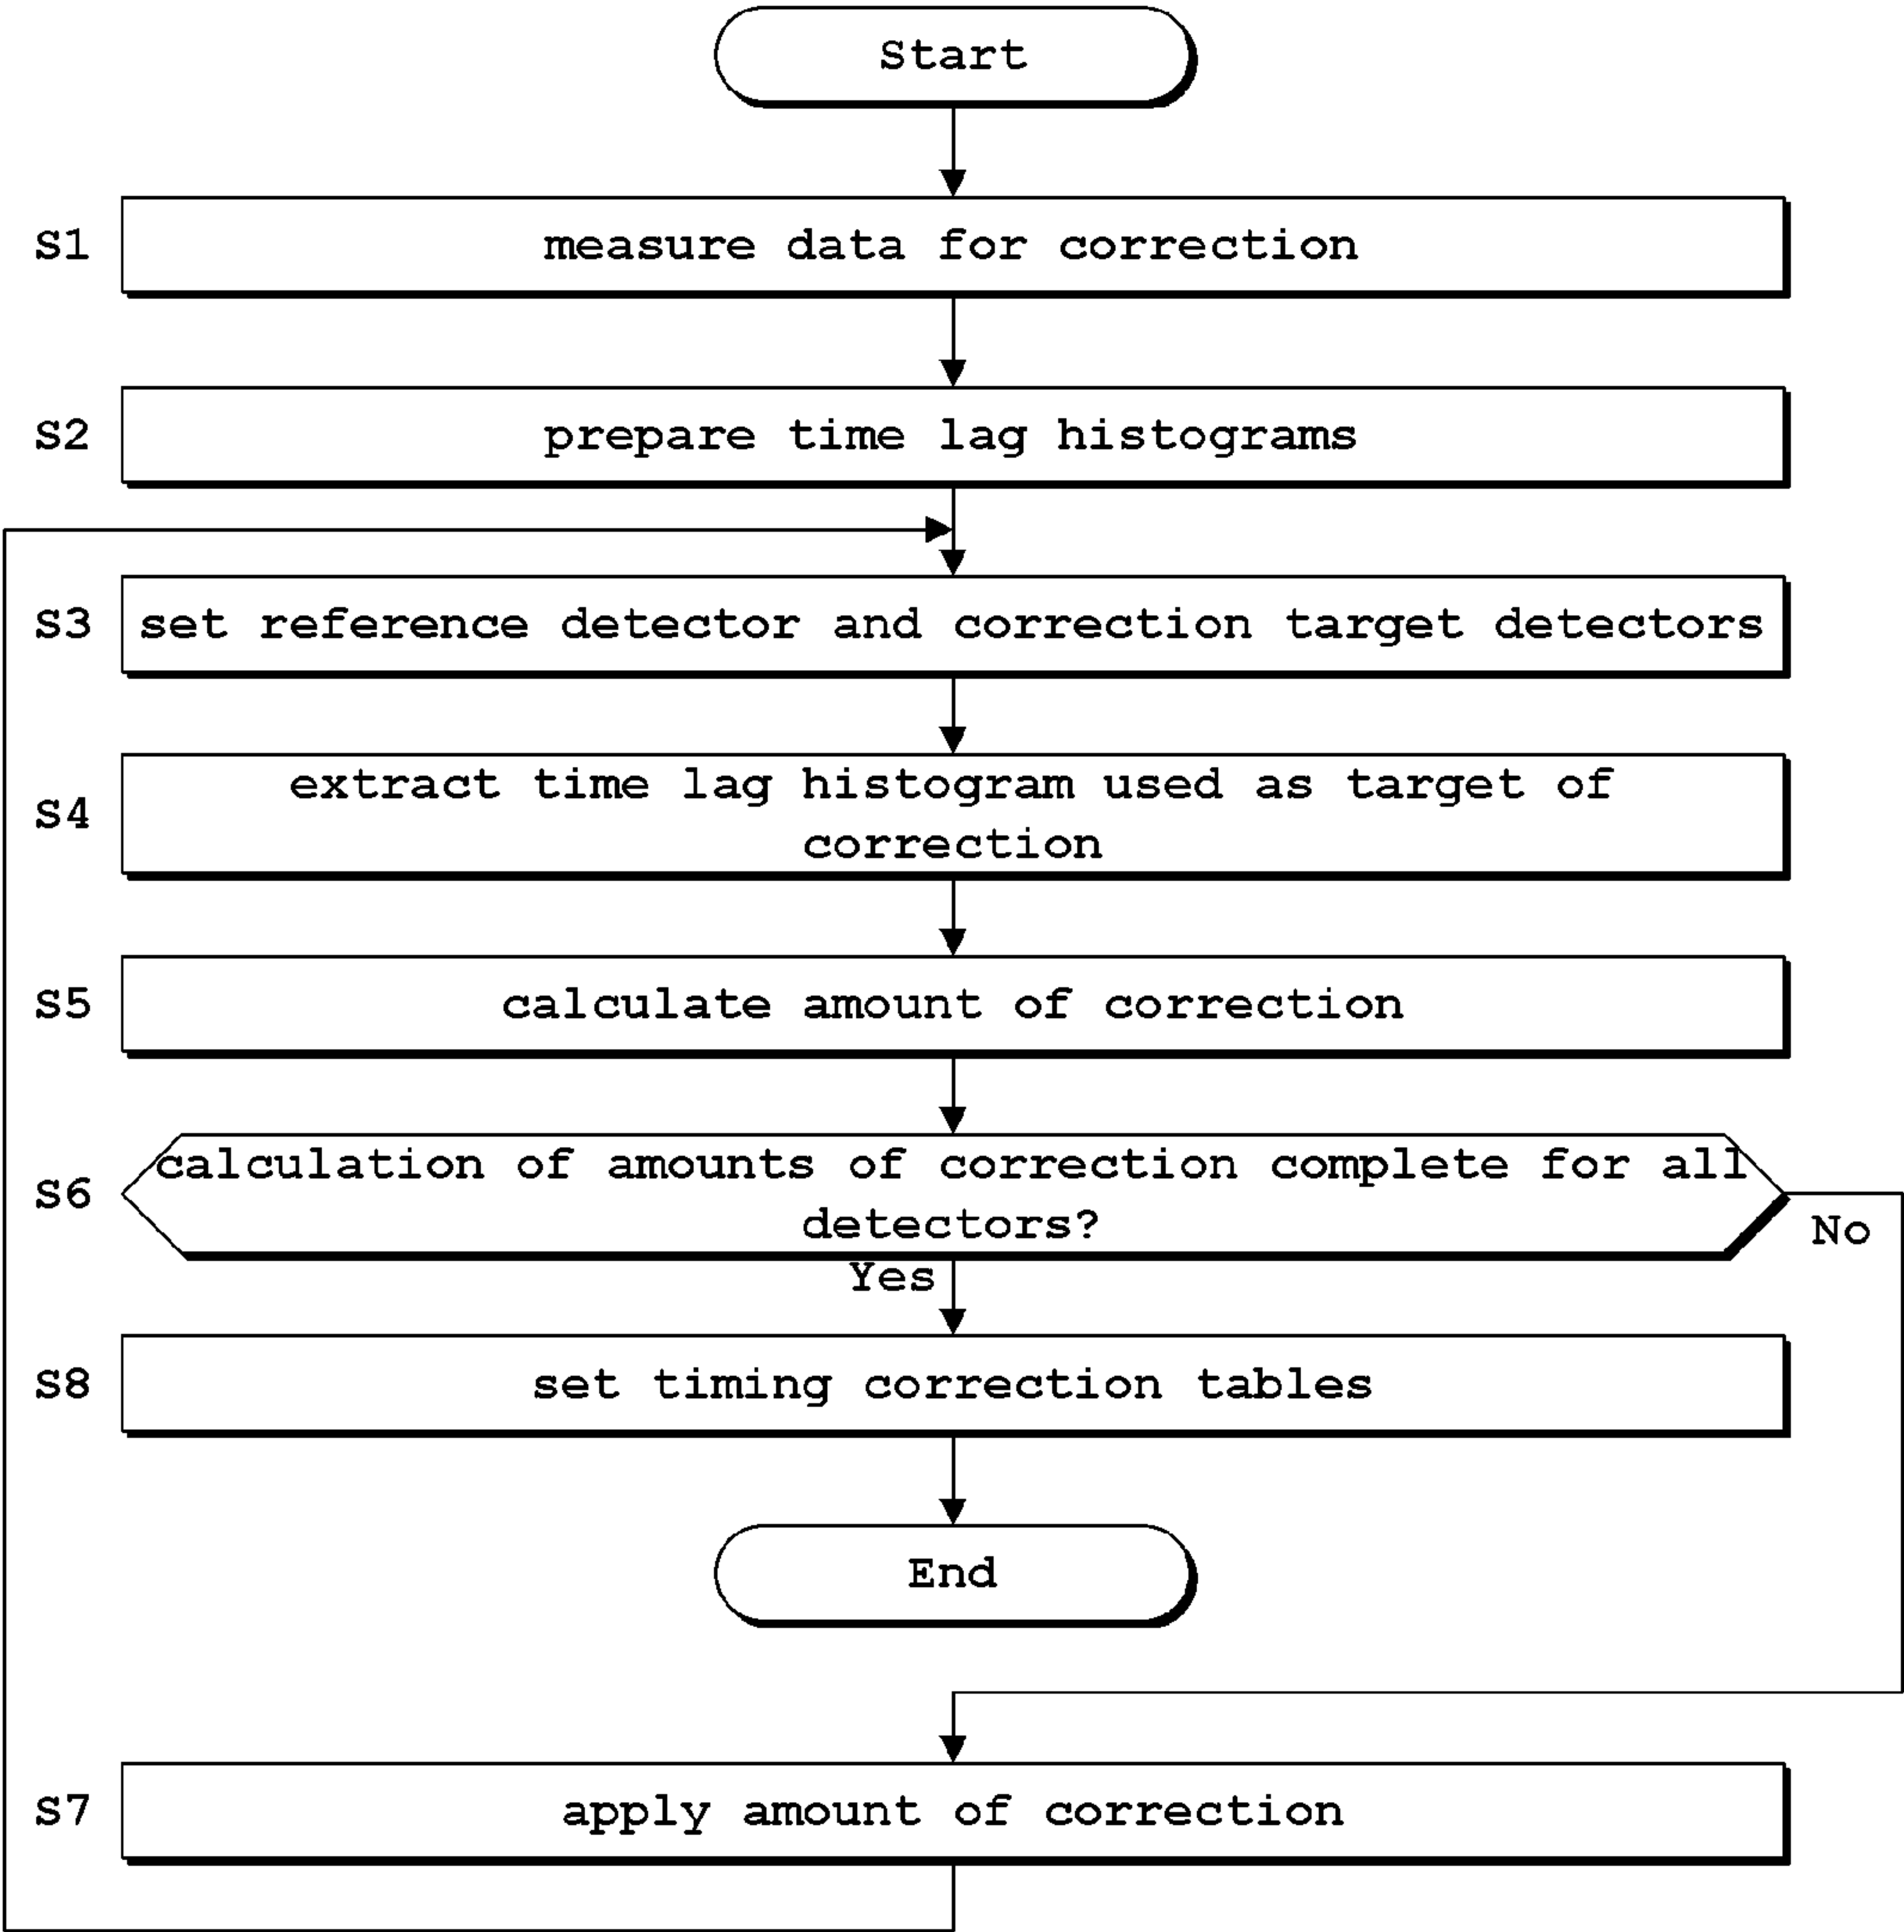 Start
S1 measure data for correction
S2 prepare time lag histograms
S3 set reference detector and correction target detectors
S4 extract time lag histogram used as target of
correction
S5 calculate amount of correction
S6 calculation of amounts of correction complete for all
detectors?
No
Yes
S8 set timing correction tables
End
S7 apply amount of correction